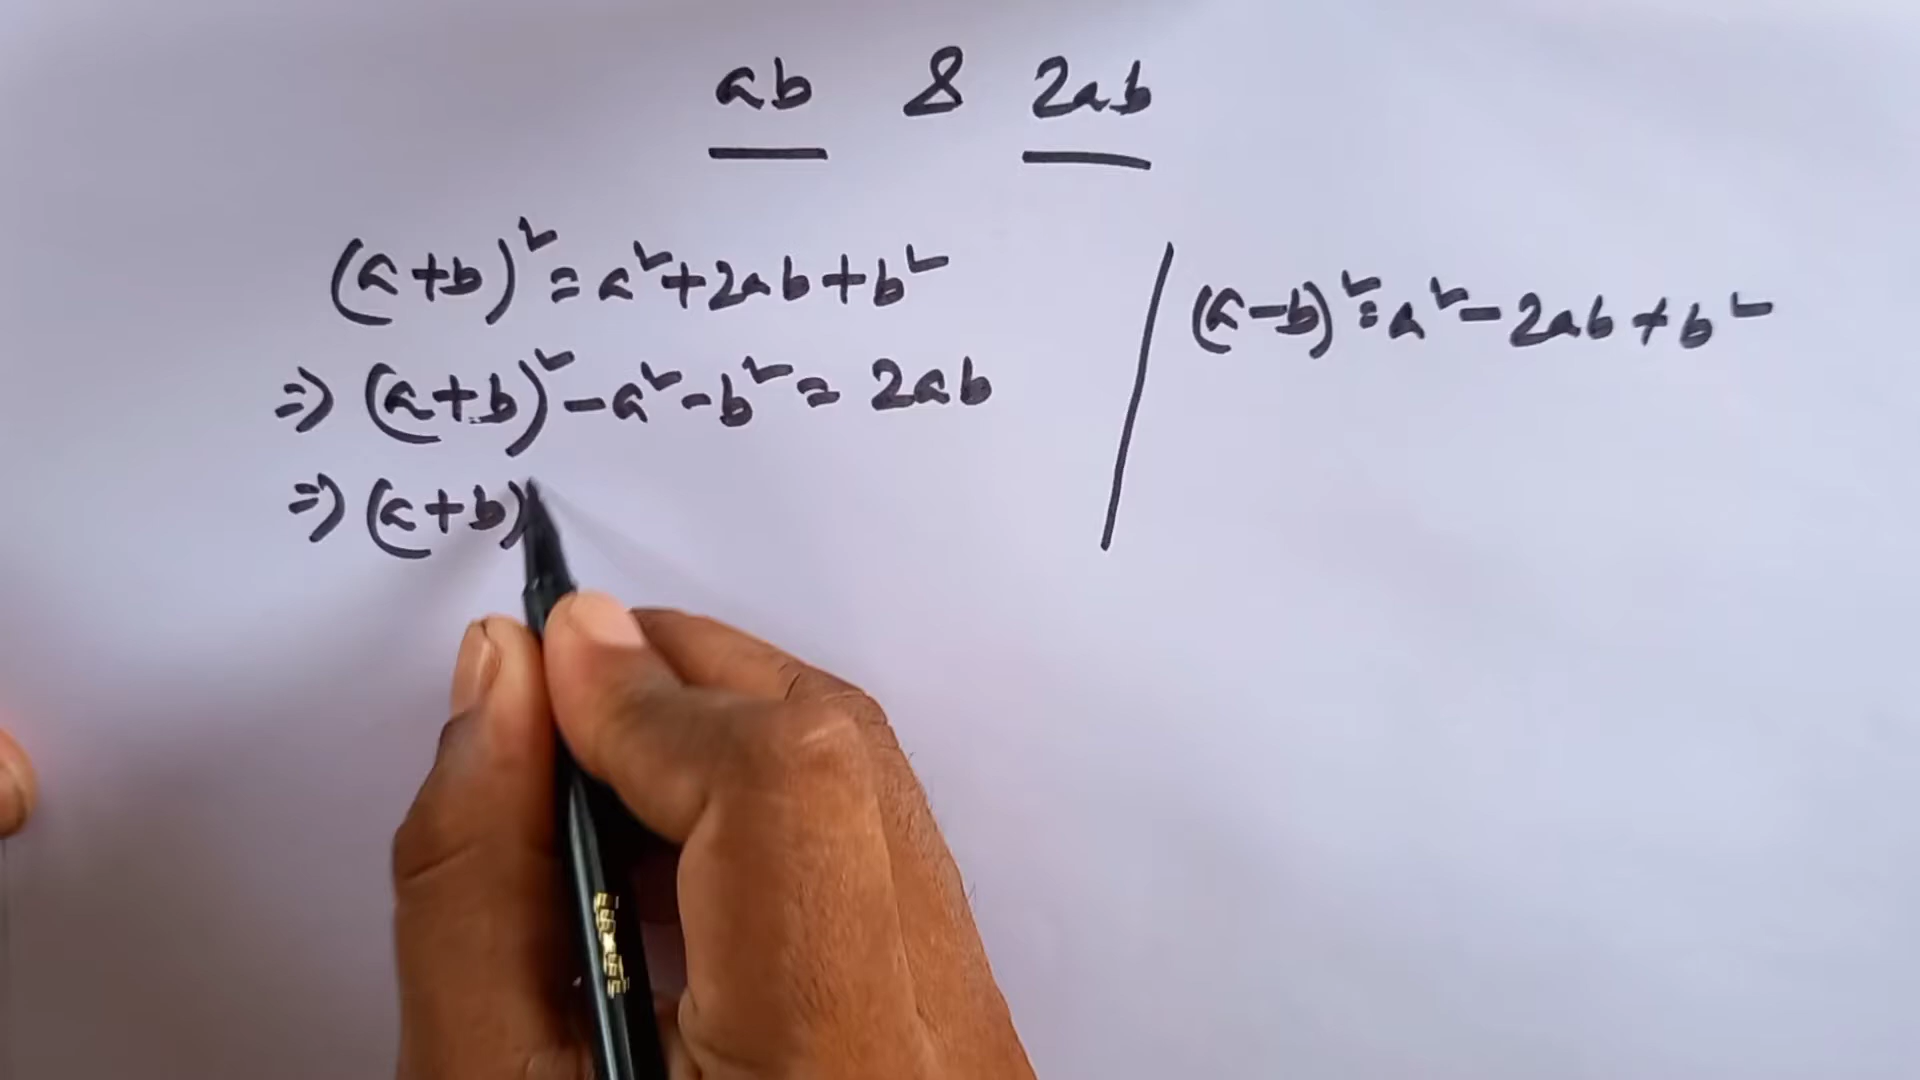 ab & 2ab
(a+b)² = a²+2ab+b²
⇒ (a+b)²-a²-b² = 2ab
⇒ (a+b)
(a-b)² = a²-2ab+b²